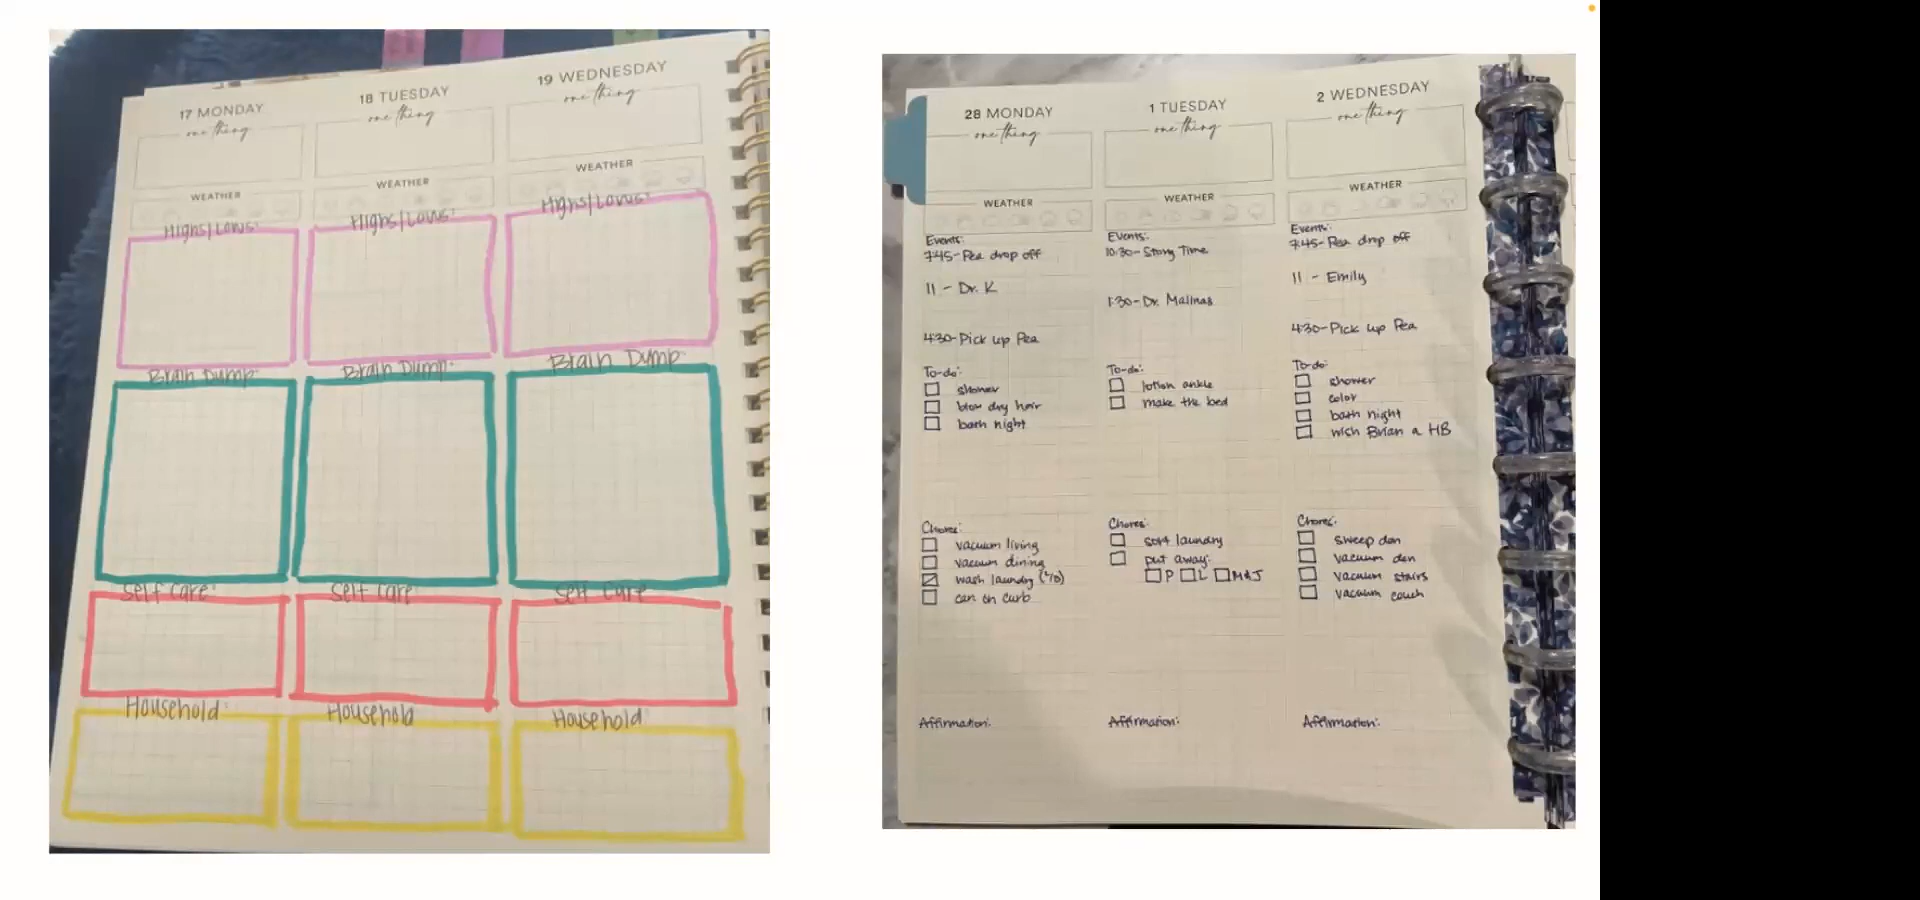 17 MONDAY
one thing
WEATHER
Highs/Lows:
Brain Dump:
Self Care:
Household:
18 TUESDAY
one thing
WEATHER
Highs/Lows:
Brain Dump:
Self Care:
Household
19 WEDNESDAY
one thing
WEATHER
Highs/Lows:
Brain Dump:
Self Care
Household:
28 MONDAY
one thing
WEATHER
Events:
7:45-Pea drop off
11 - Dr. K
4:30-Pick up Pea
To-do:
shower
blow dry hair
bath night
Chores:
vacuum living
vacuum dining
wash laundry
can on curb
Affirmation:
1 TUESDAY
one thing
WEATHER
Events:
10:30-Story Time
1:30-Dr. Malinas
To-do:
lotion ankle
make the bed
Chores:
sort laundry
put away:
P L M&J
Affirmation:
2 WEDNESDAY
one thing
WEATHER
Events:
7:45-Pea drop off
11 - Emily
4:30-Pick up Pea
To-do:
shower
color
bath night
wish Brian a HB
Chores:
sweep den
vacuum den
vacuum stairs
vacuum couch
Affirmation: